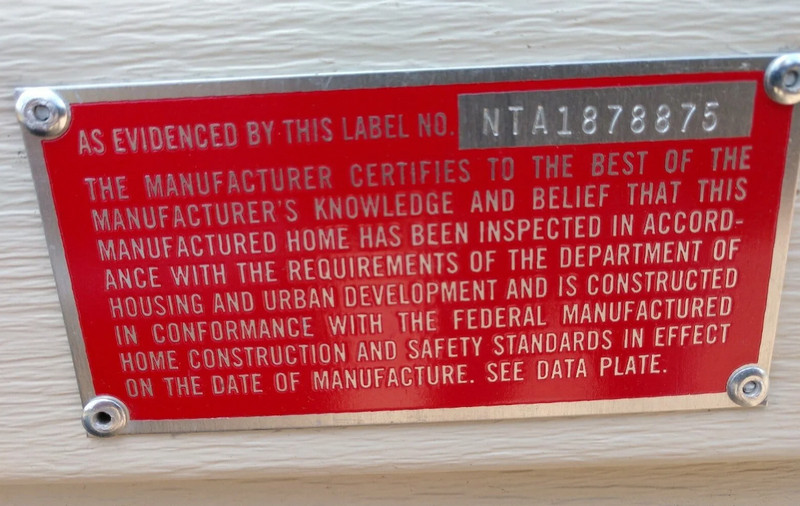 AS EVIDENCED BY THIS LABEL NO. NTA1878875
THE MANUFACTURER CERTIFIES TO THE BEST OF THE
MANUFACTURER'S KNOWLEDGE AND BELIEF THAT THIS
MANUFACTURED HOME HAS BEEN INSPECTED IN ACCORD-
ANCE WITH THE REQUIREMENTS OF THE DEPARTMENT OF
HOUSING AND URBAN DEVELOPMENT AND IS CONSTRUCTED
IN CONFORMANCE WITH THE FEDERAL MANUFACTURED
HOME CONSTRUCTION AND SAFETY STANDARDS IN EFFECT
ON THE DATE OF MANUFACTURE. SEE DATA PLATE.